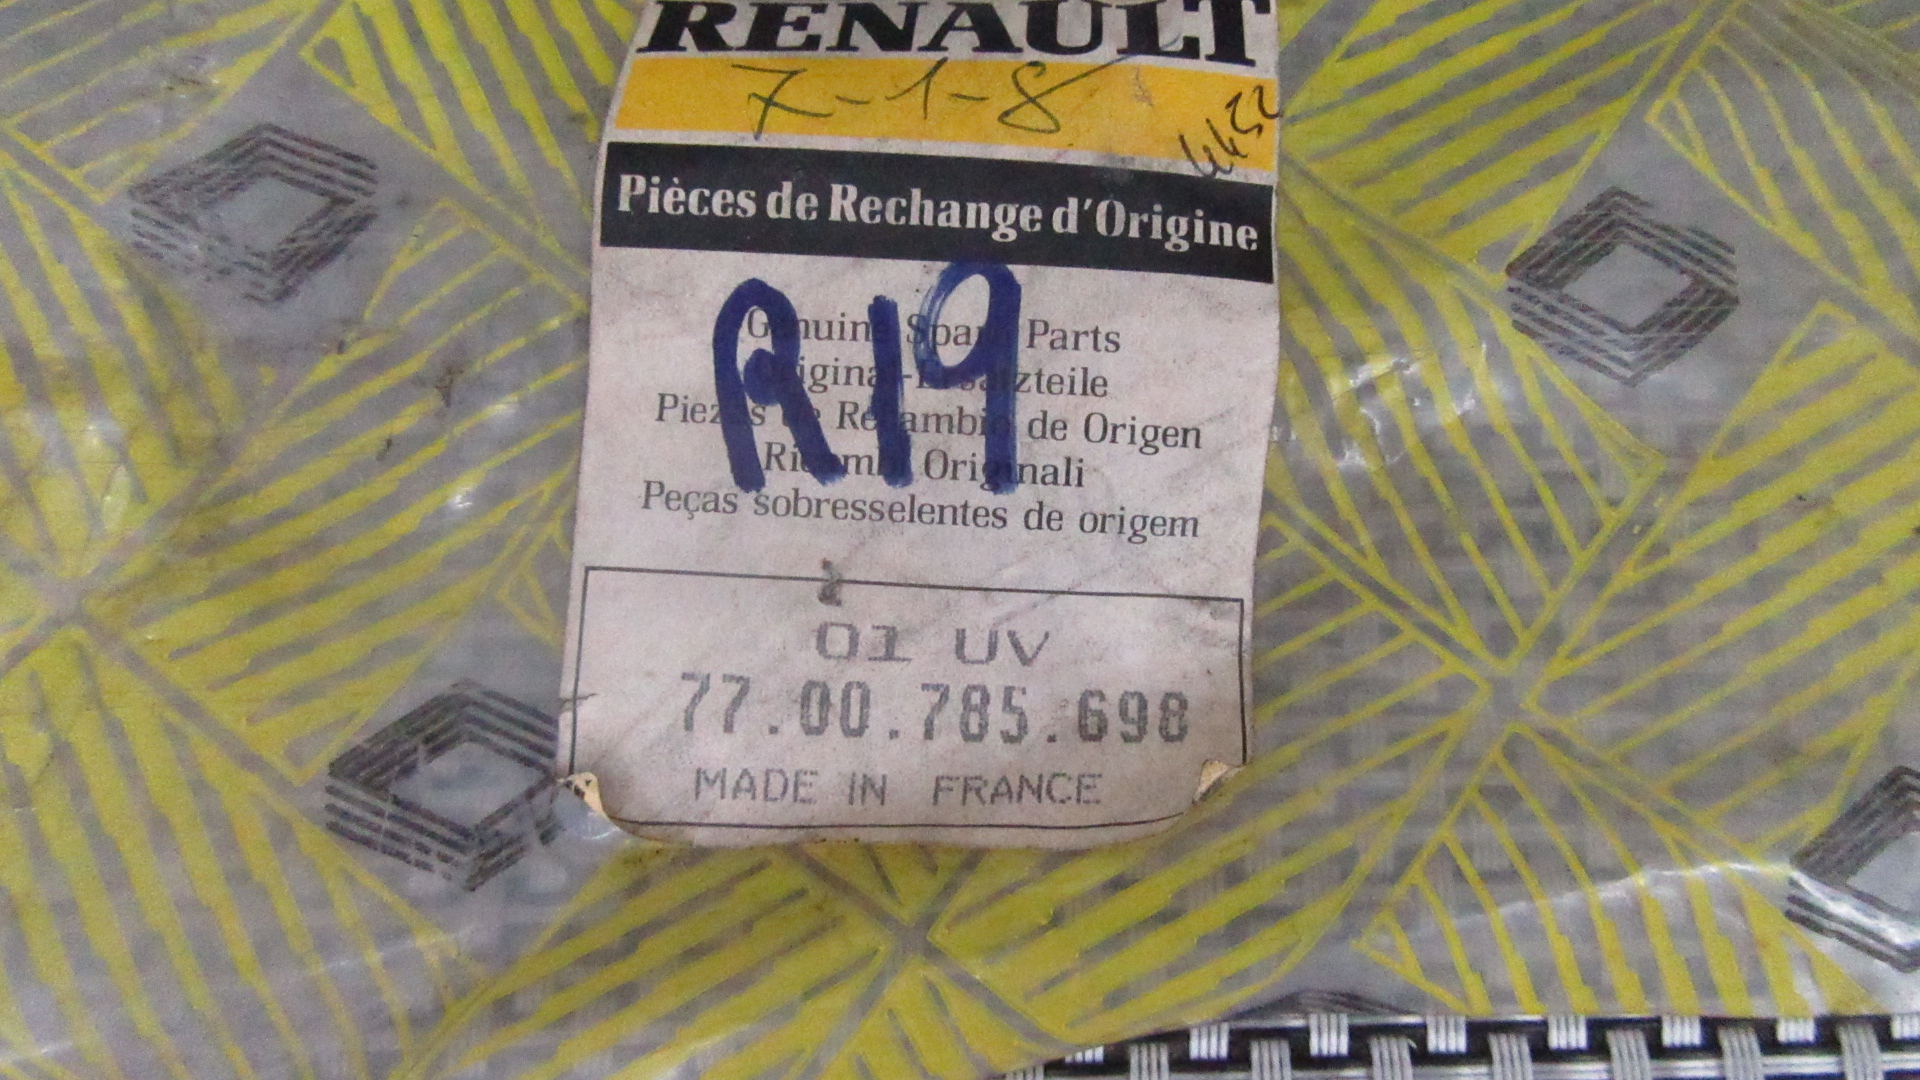 RENAULT
7-1-8
4452
Pièces de Rechange d'Origine
R19
Genuine Spare Parts
Original-Ersatzteile
Piezas de Recambio de Origen
Ricambi Originali
Peças sobresselentes de origem
01 UV
77.00.785.698
MADE IN FRANCE